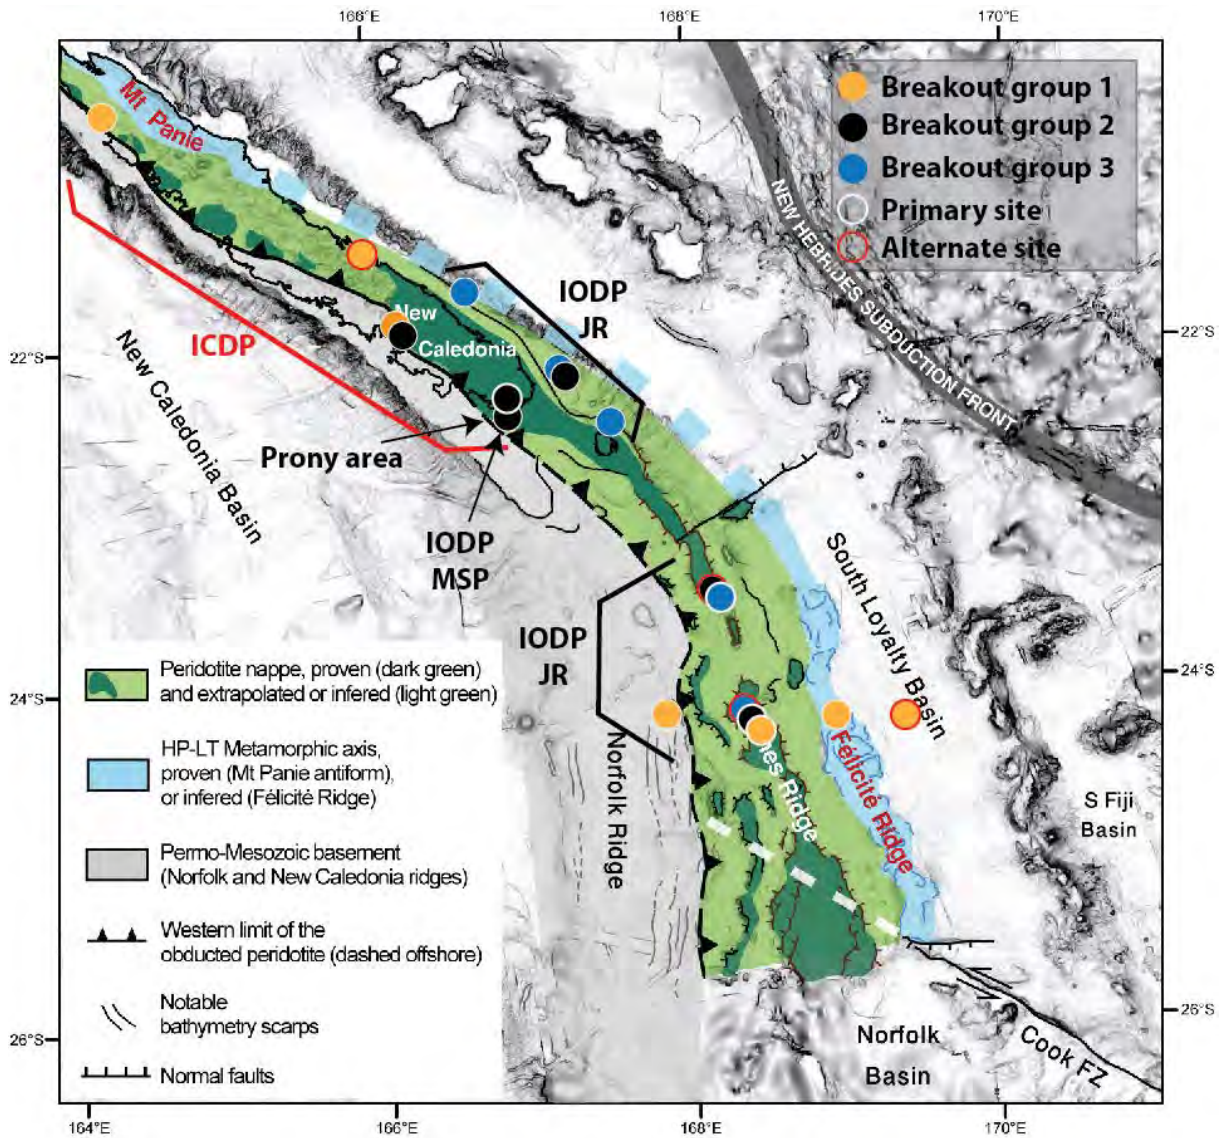 166°E
168°E
170°E
Mt Panie
Breakout group 1
Breakout group 2
Breakout group 3
Primary site
Alternate site
NEW HEBRIDES SUBDUCTION FRONT
IODP
JR
New
Caledonia
ICDP
22°S
22°S
New Caledonia Basin
Prony area
IODP
MSP
South Loyalty Basin
IODP
JR
24°S
24°S
Norfolk Ridge
nes Ridge
Félicité Ridge
S Fiji
Basin
Peridotite nappe, proven (dark green)
and extrapolated or infered (light green)
HP-LT Metamorphic axis,
proven (Mt Panie antiform),
or infered (Félicité Ridge)
Permo-Mesozoic basement
(Norfolk and New Caledonia ridges)
Western limit of the
obducted peridotite (dashed offshore)
Notable
bathymetry scarps
Normal faults
26°S
26°S
Norfolk
Basin
Cook FZ
164°E
166°E
168°E
170°E